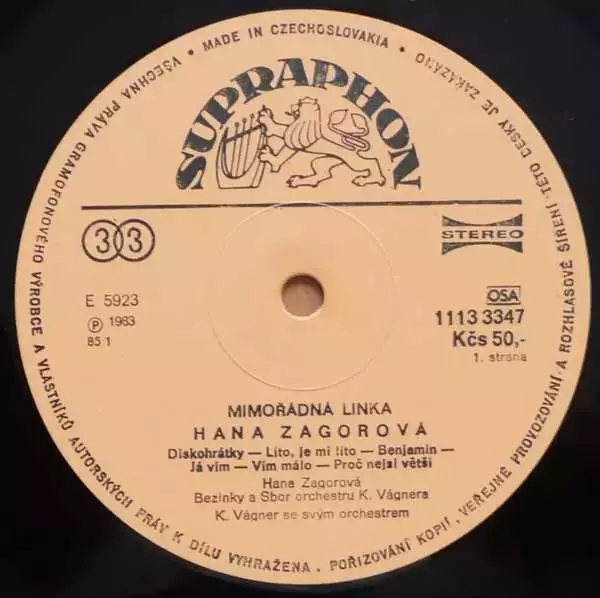 VŠECHNA PRÁVA GRAMOFONOVÉHO VÝROBCE A VLASTNÍKŮ AUTORSKÝCH PRÁV K DÍLU VYHRAŽENA. POŘIZOVÁNÍ KOPIÍ, VEŘEJNÉ PROVOZOVÁNÍ A ROZHLASOVÉ ŠÍŘENÍ TÉTO DESKY JE ZAKÁZÁNO • MADE IN CZECHOSLOVAKIA •
SUPRAPHON
33
STEREO
E 5923
℗ 1983
85 1
OSA
1113 3347
Kčs 50,-
1. strana
MIMOŘÁDNÁ LINKA
HANA ZAGOROVÁ
Diskohrátky — Líto, je mi líto — Benjamin —
Já vím — Vím málo — Proč nejsi větší
Hana Zagorová
Bezinky a Sbor orchestru K. Vágnera
K. Vágner se svým orchestrem